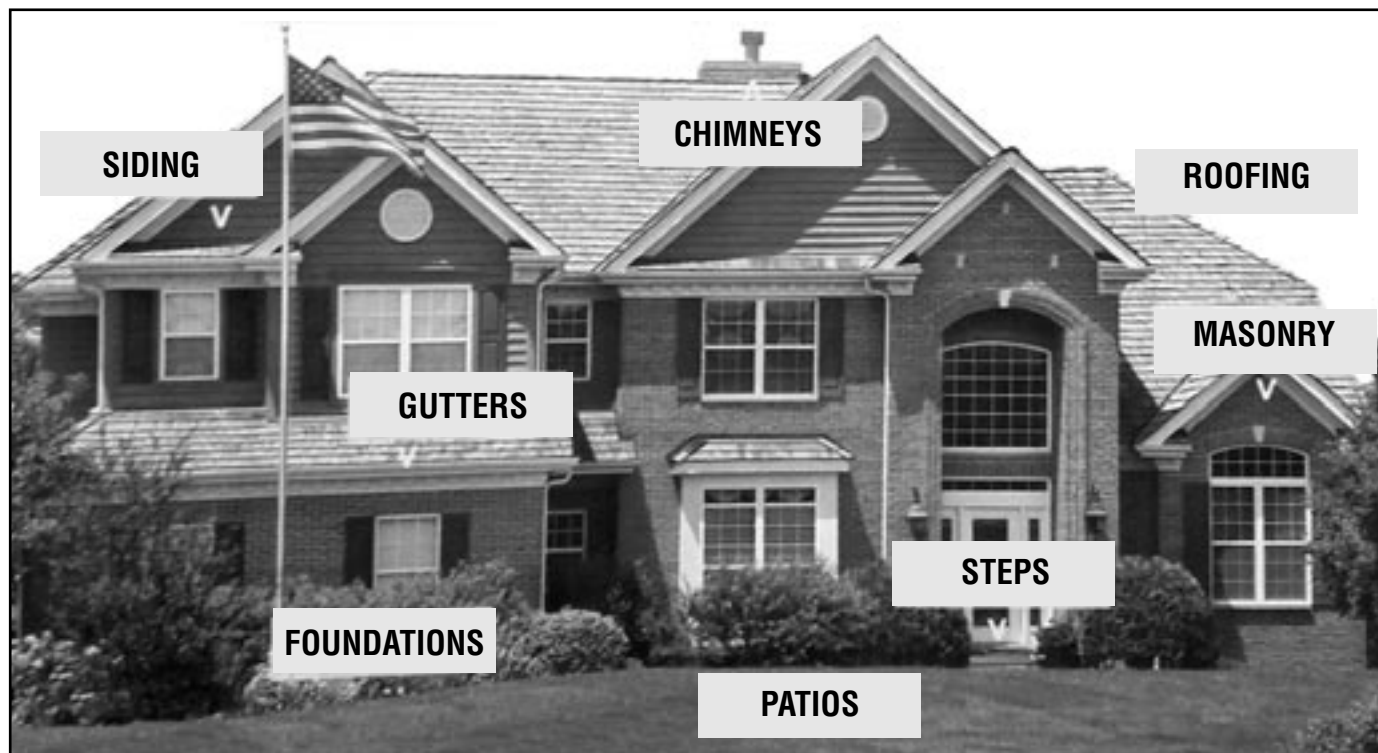 CHIMNEYS
SIDING
ROOFING
MASONRY
GUTTERS
STEPS
FOUNDATIONS
PATIOS